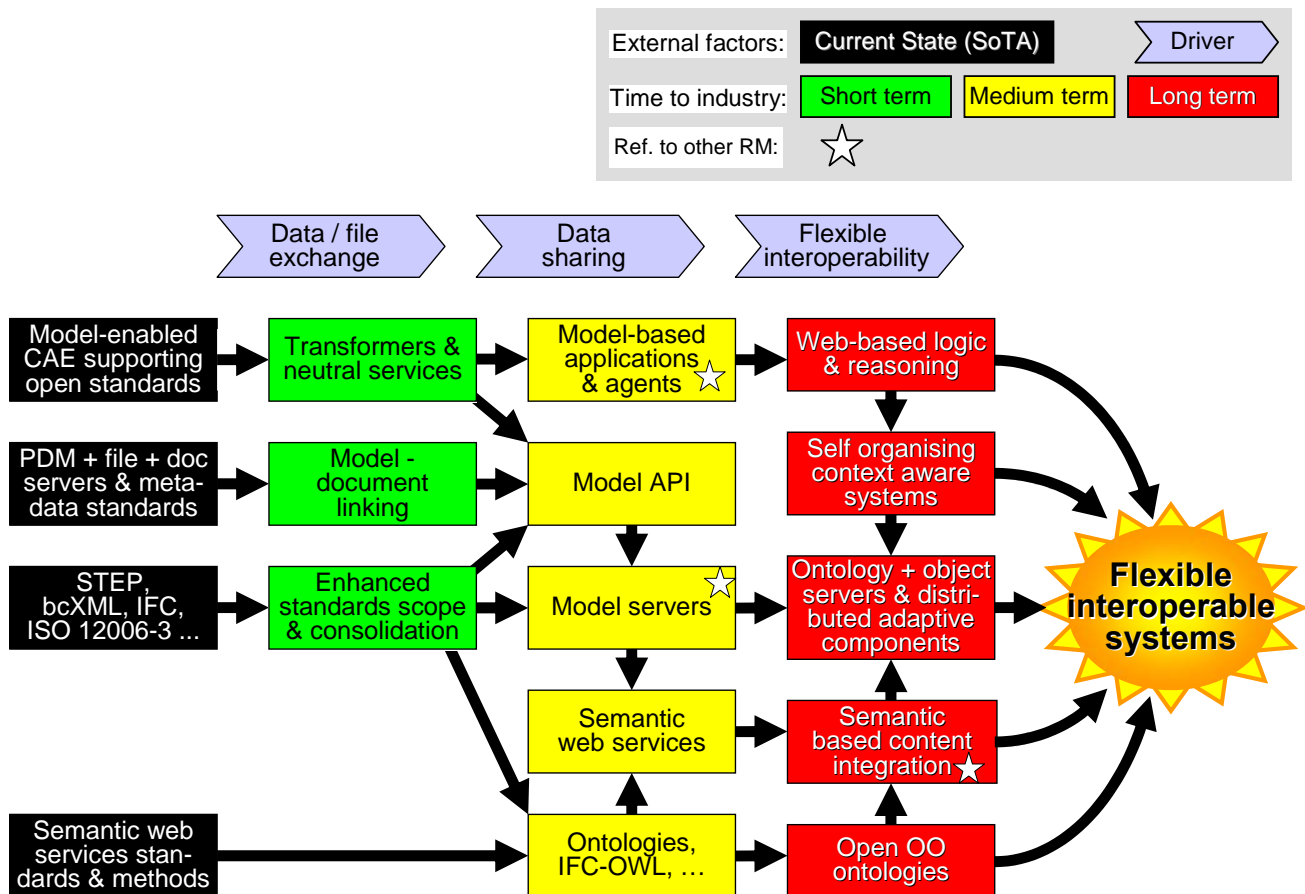 External factors:
Current State (SoTA)
Driver
Time to industry:
Short term
Medium term
Long term
Ref. to other RM:
Data / file
exchange
Data
sharing
Flexible
interoperability
Model-enabled
CAE supporting
open standards
Transformers &
neutral services
Model-based
applications
& agents
Web-based logic
& reasoning
PDM + file + doc
servers & meta-
data standards
Model -
document
linking
Model API
Self organising
context aware
systems
STEP,
bcXML, IFC,
ISO 12006-3 ...
Enhanced
standards scope
& consolidation
Model servers
Ontology + object
servers & distri-
buted adaptive
components
Flexible
interoperable
systems
Semantic
web services
Semantic
based content
integration
Semantic web
services stan-
dards & methods
Ontologies,
IFC-OWL, …
Open OO
ontologies